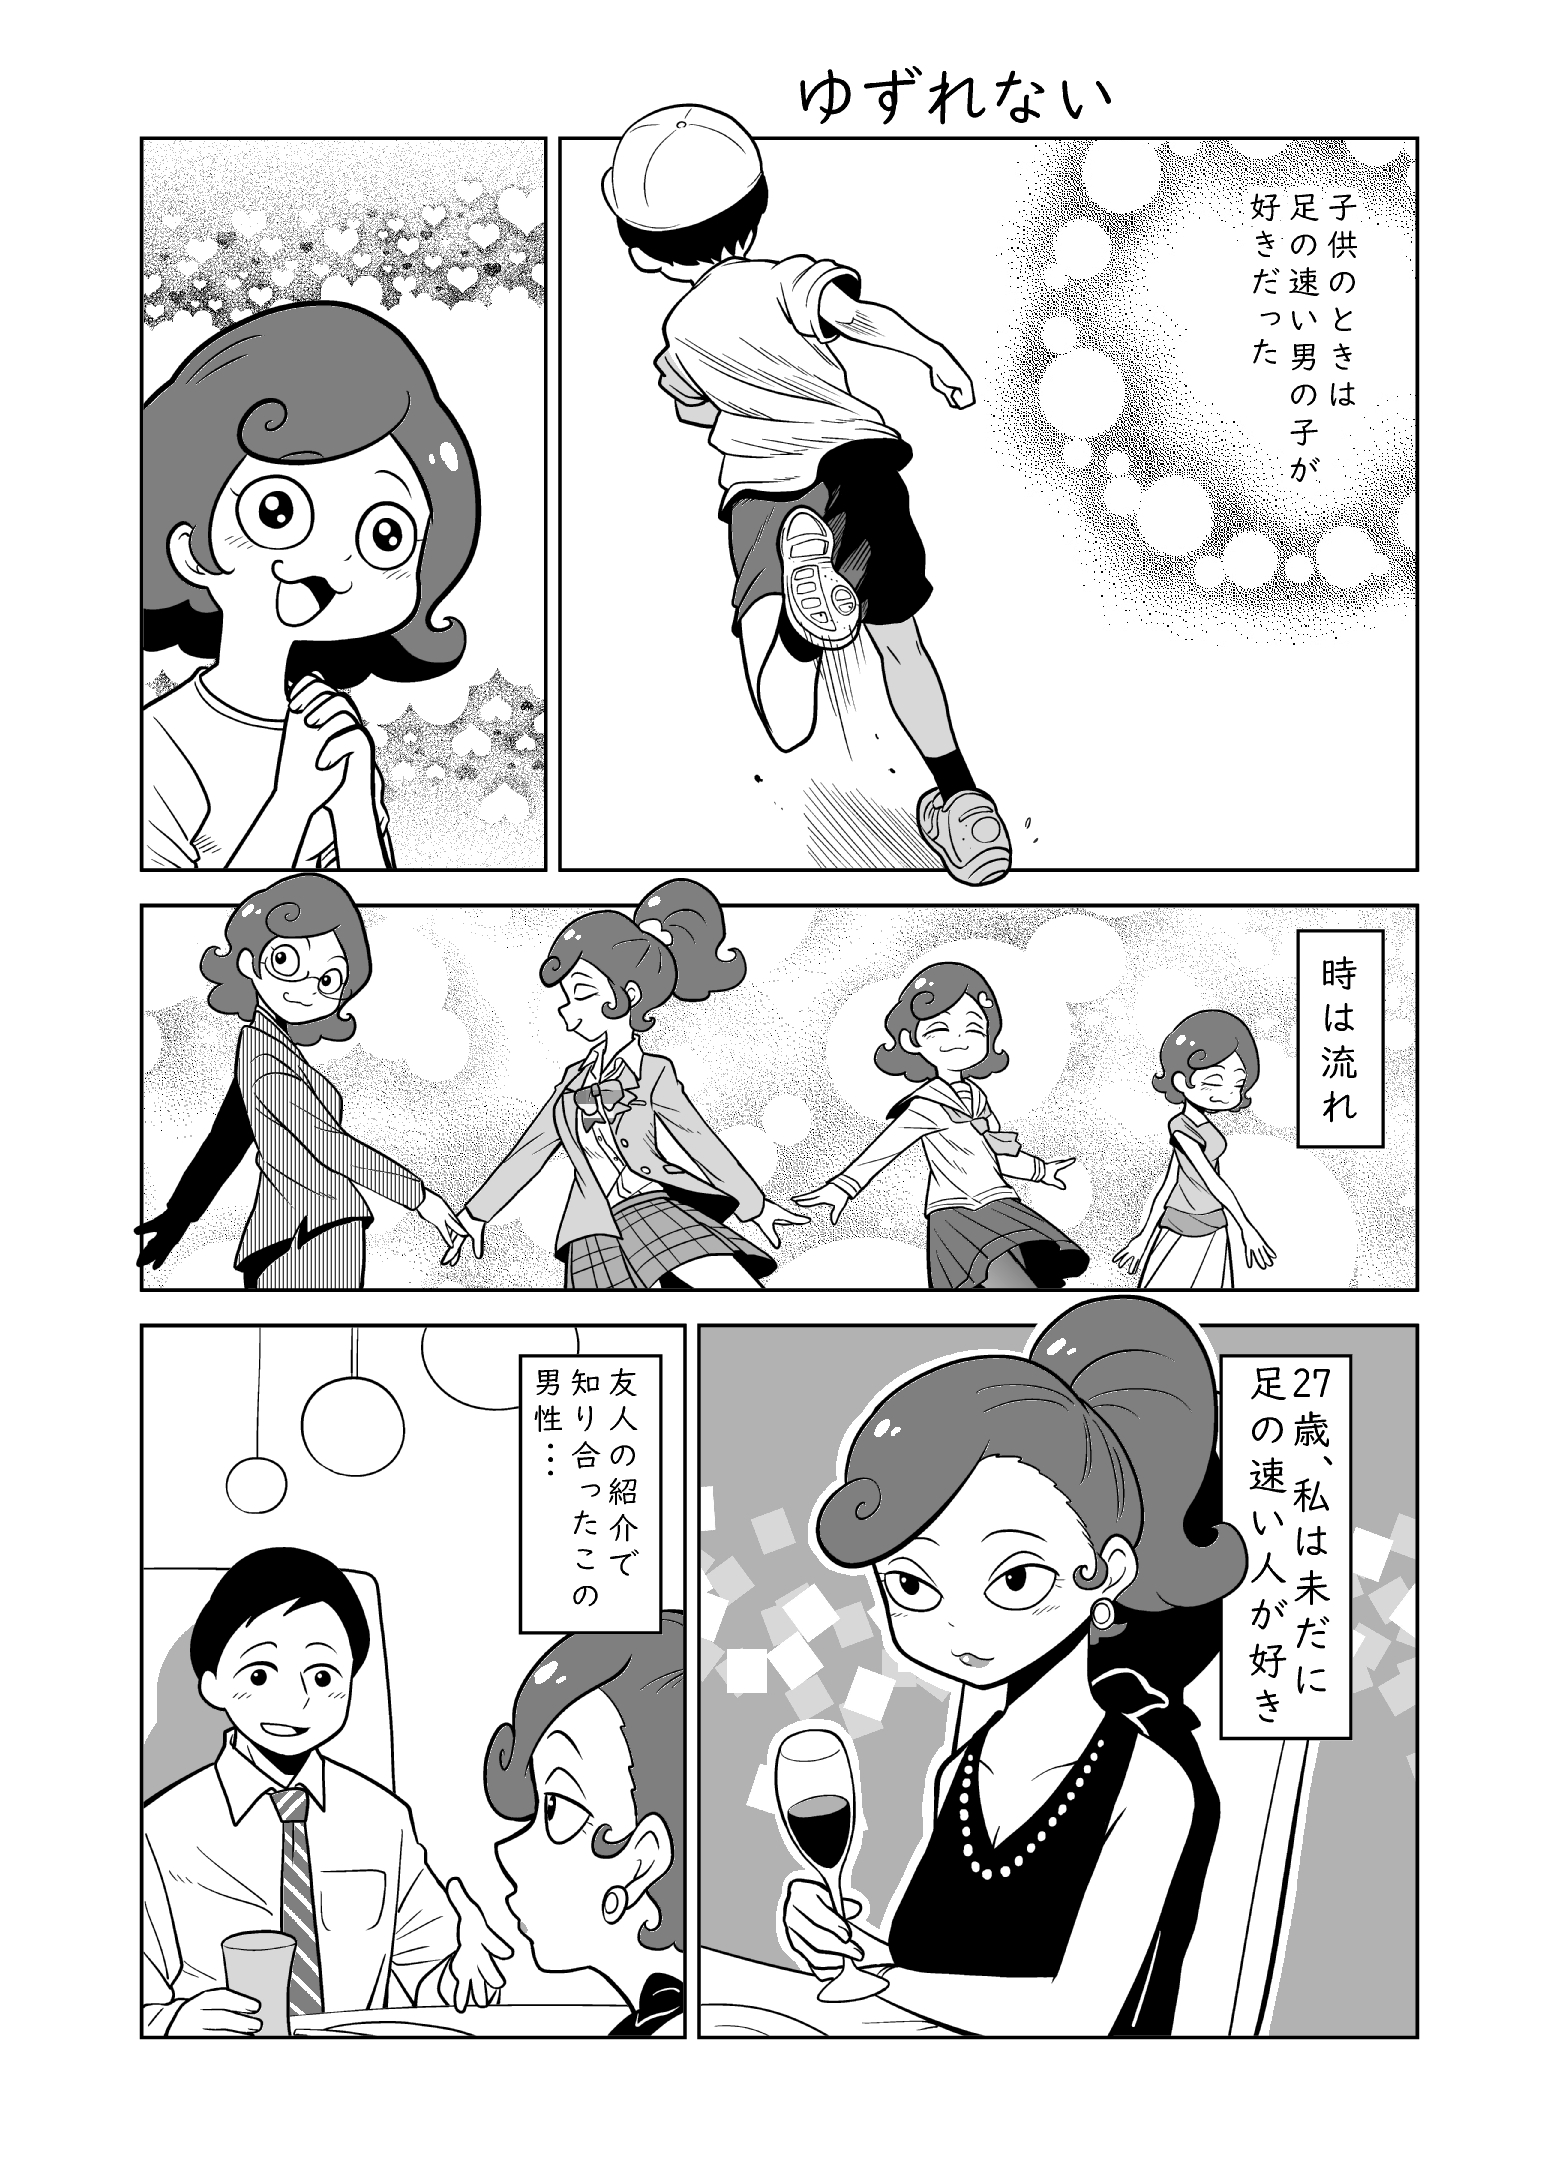 ゆずれない
子供のときは
足の速い男の子が
好きだった
時は流れ
27歳、私は未だに
足の速い人が好き
友人の紹介で
知り合ったこの
男性…